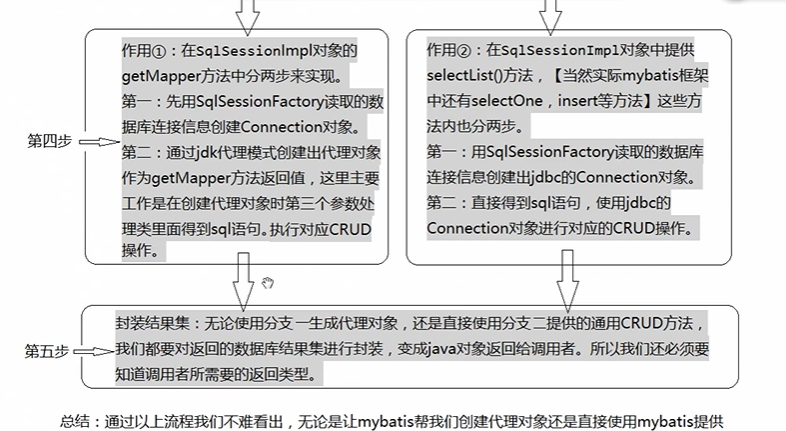 作用①：在SqlSessionImpl对象的
getMapper方法中分两步来实现。
第一：先用SqlSessionFactory读取的数
据库连接信息创建Connection对象。
第二：通过jdk代理模式创建出代理对象
作为getMapper方法返回值，这里主要
工作是在创建代理对象时第三个参数处
理类里面得到sql语句。执行对应CRUD
操作。
作用②：在SqlSessionImpl对象中提供
selectList()方法，【当然实际mybatis框架
中还有selectOne，insert等方法】这些方
法内也分两步。
第一：用SqlSessionFactory读取的数据库
连接信息创建出jdbc的Connection对象。
第二：直接得到sql语句，使用jdbc的
Connection对象进行对应的CRUD操作。
第四步
封装结果集：无论使用分支一生成代理对象，还是直接使用分支二提供的通用CRUD方法，
我们都要对返回的数据库结果集进行封装，变成java对象返回给调用者。所以我们还必须要
知道调用者所需要的返回类型。
第五步
总结：通过以上流程我们不难看出，无论是让mybatis帮我们创建代理对象还是直接使用mybatis提供